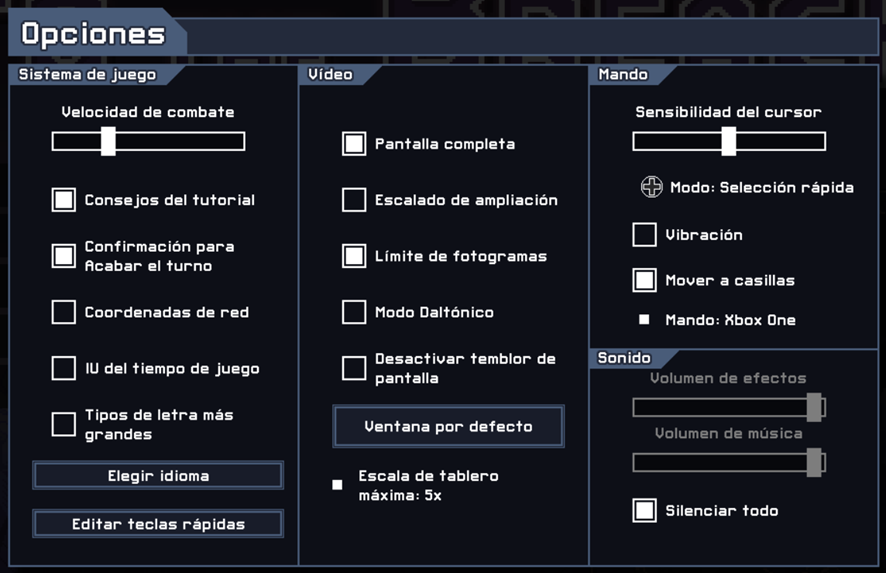 Opciones
Sistema de juego
Velocidad de combate
Consejos del tutorial
Confirmación para
Acabar el turno
Coordenadas de red
IU del tiempo de juego
Tipos de letra más
grandes
Elegir idioma
Editar teclas rápidas
Vídeo
Pantalla completa
Escalado de ampliación
Límite de fotogramas
Modo Daltónico
Desactivar temblor de
pantalla
Ventana por defecto
Escala de tablero
máxima: 5x
Mando
Sensibilidad del cursor
Modo: Selección rápida
Vibración
Mover a casillas
Mando: Xbox One
Sonido
Volumen de efectos
Volumen de música
Silenciar todo